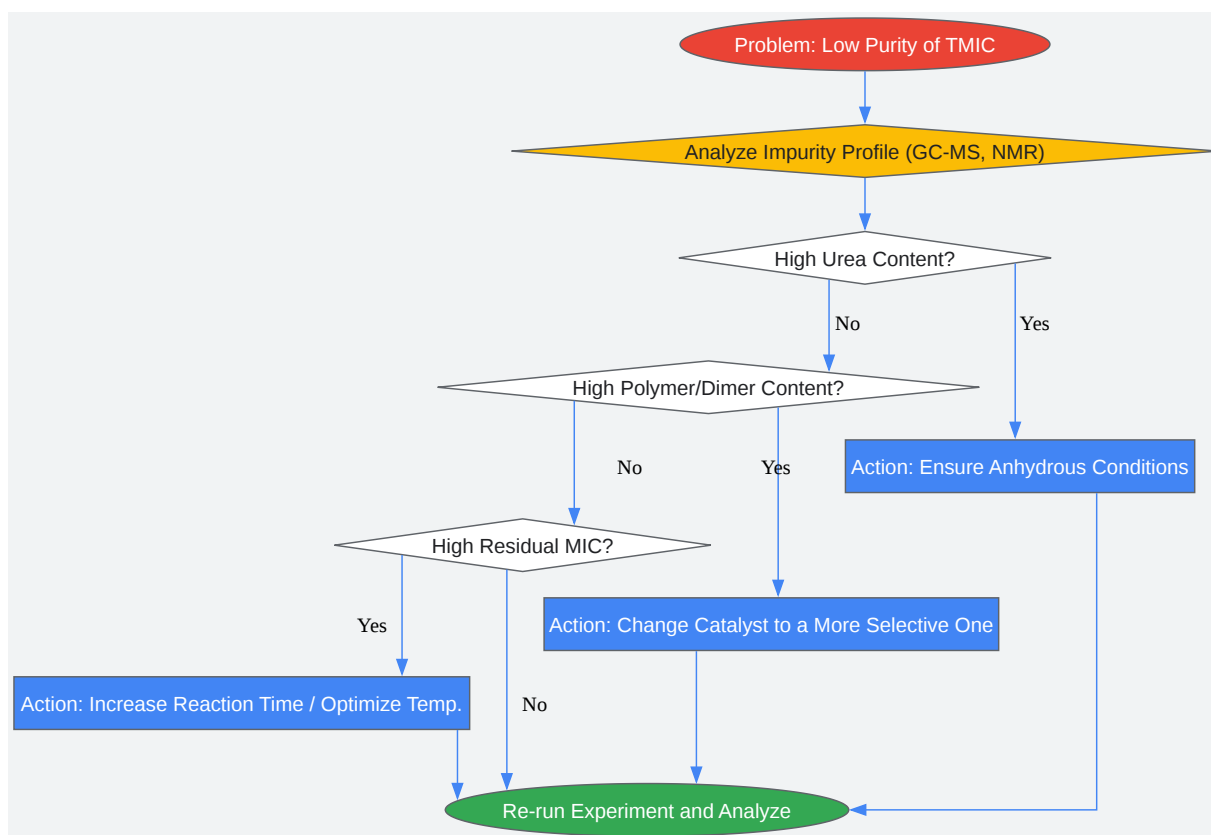 Problem: Low Purity of TMIC
Analyze Impurity Profile (GC-MS, NMR)
High Urea Content?
No
Yes
High Polymer/Dimer Content?
No
Yes
Action: Ensure Anhydrous Conditions
High Residual MIC?
Yes
Action: Change Catalyst to a More Selective One
Action: Increase Reaction Time / Optimize Temp.
No
Re-run Experiment and Analyze